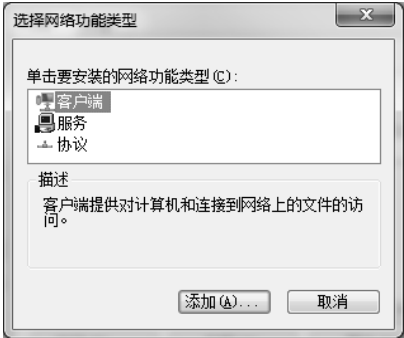 选择网络功能类型
单击要安装的网络功能类型(C):
客户端
服务
协议
描述
客户端提供对计算机和连接到网络上的文件的访
问。
添加(A)...
取消